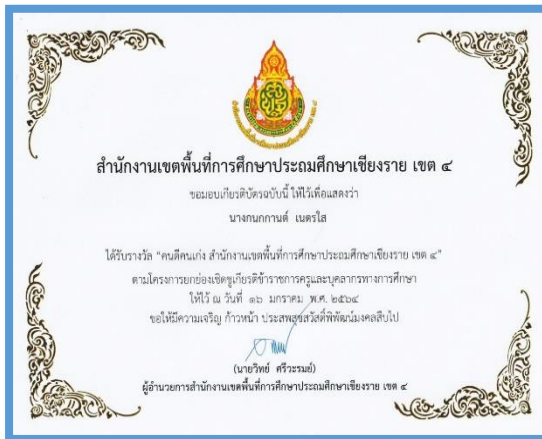 สำนักงานเขตพื้นที่การศึกษาประถมศึกษาเชียงราย เขต ๔
ขอมอบเกียรติบัตรฉบับนี้ ให้ไว้เพื่อแสดงว่า
นางกนกกานต์ เนตรใส
ได้รับรางวัล “คนดีคนเก่ง สำนักงานเขตพื้นที่การศึกษาประถมศึกษาเชียงราย เขต ๔”
ตามโครงการยกย่องเชิดชูเกียรติข้าราชการครูและบุคลากรทางการศึกษา
ให้ไว้ ณ วันที่ ๑๖ มกราคม พ.ศ. ๒๕๖๔
ขอให้มีความเจริญ ก้าวหน้า ประสพสุขสวัสดิ์พิพัฒน์มงคลสืบไป
(นายวิทย์ ศรีวะรมย์)
ผู้อำนวยการสำนักงานเขตพื้นที่การศึกษาประถมศึกษาเชียงราย เขต ๔